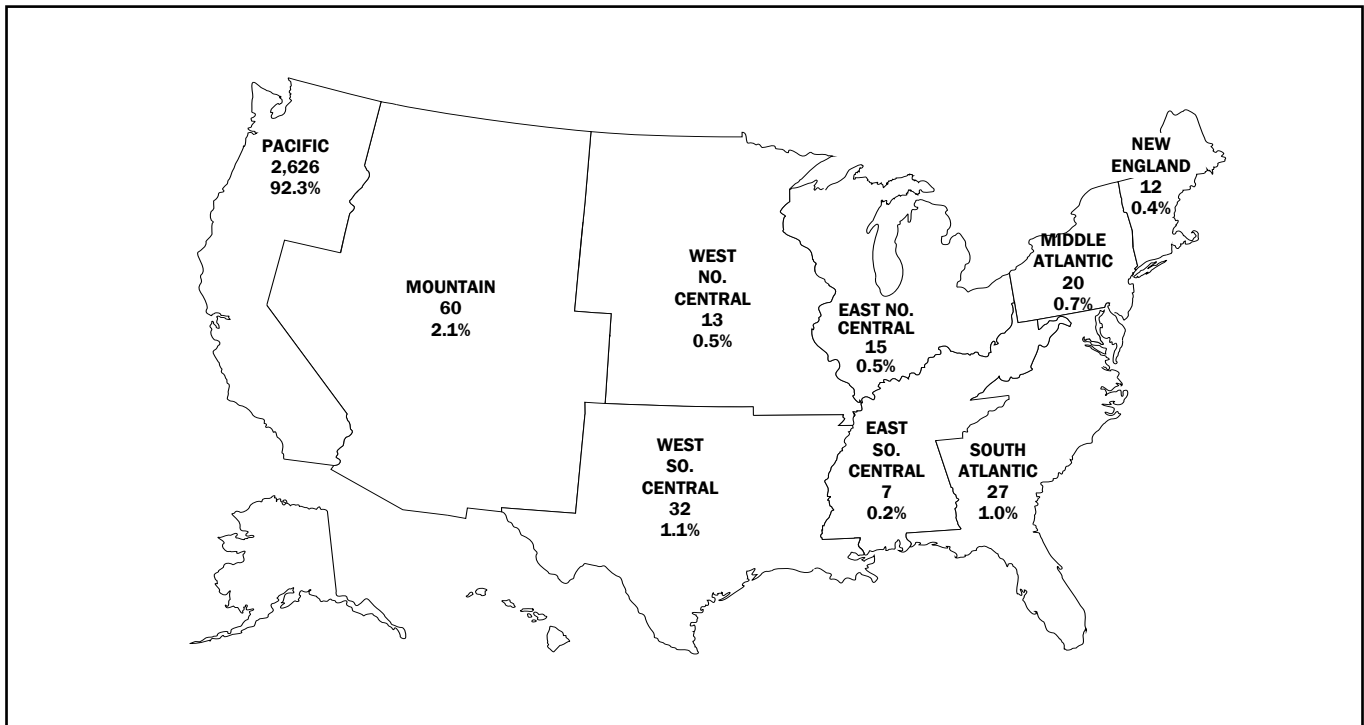 PACIFIC
2,626
92.3%
MOUNTAIN
60
2.1%
WEST
NO.
CENTRAL
13
0.5%
EAST NO.
CENTRAL
15
0.5%
NEW
ENGLAND
12
0.4%
MIDDLE
ATLANTIC
20
0.7%
WEST
SO.
CENTRAL
32
1.1%
EAST
SO.
CENTRAL
7
0.2%
SOUTH
ATLANTIC
27
1.0%